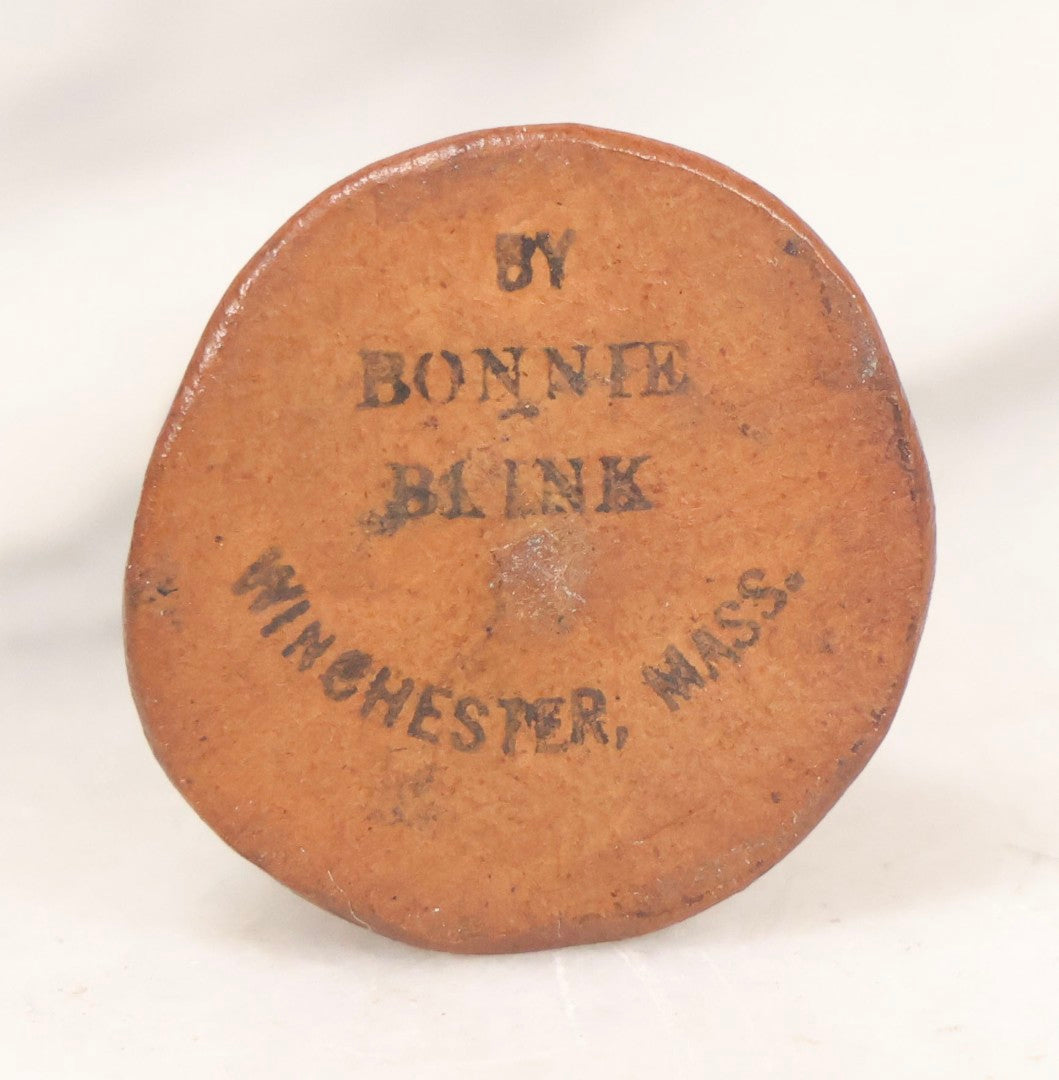 BY
BONNIE
BLINK
WINCHESTER, MASS.